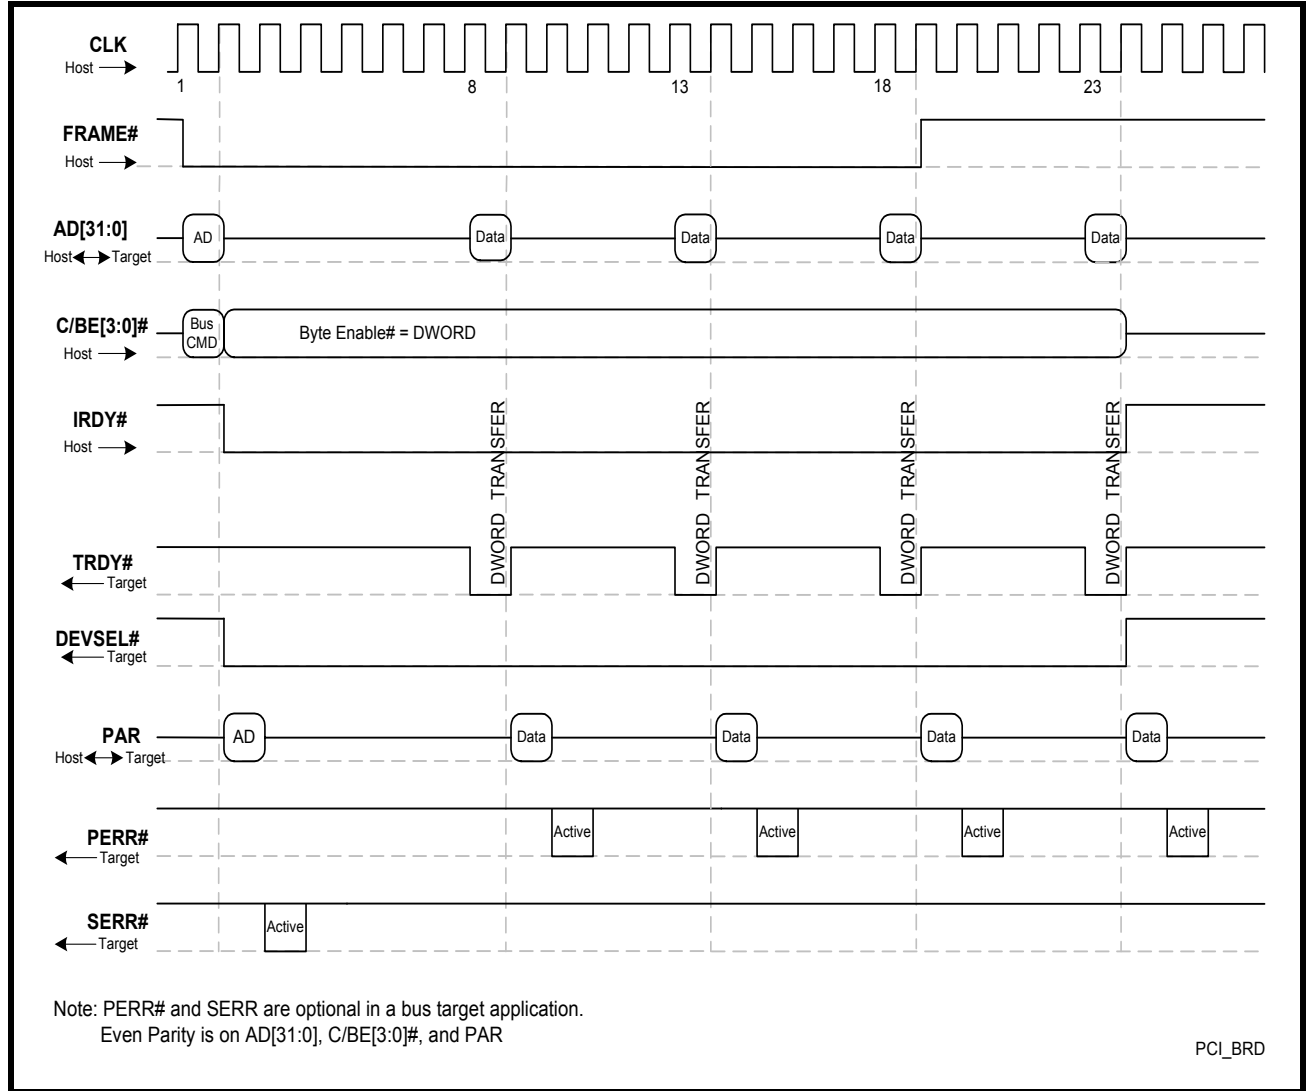 CLK
Host
1 8 13 18 23
FRAME#
Host
AD[31:0]
Host Target
AD Data Data Data Data
C/BE[3:0]#
Host
Bus
CMD
Byte Enable# = DWORD
IRDY#
Host
DWORD TRANSFER
DWORD TRANSFER
DWORD TRANSFER
DWORD TRANSFER
TRDY#
Target
DEVSEL#
Target
PAR
Host Target
AD Data Data Data Data
PERR#
Target
Active Active Active Active
SERR#
Target
Active
Note: PERR# and SERR are optional in a bus target application.
Even Parity is on AD[31:0], C/BE[3:0]#, and PAR
PCI_BRD